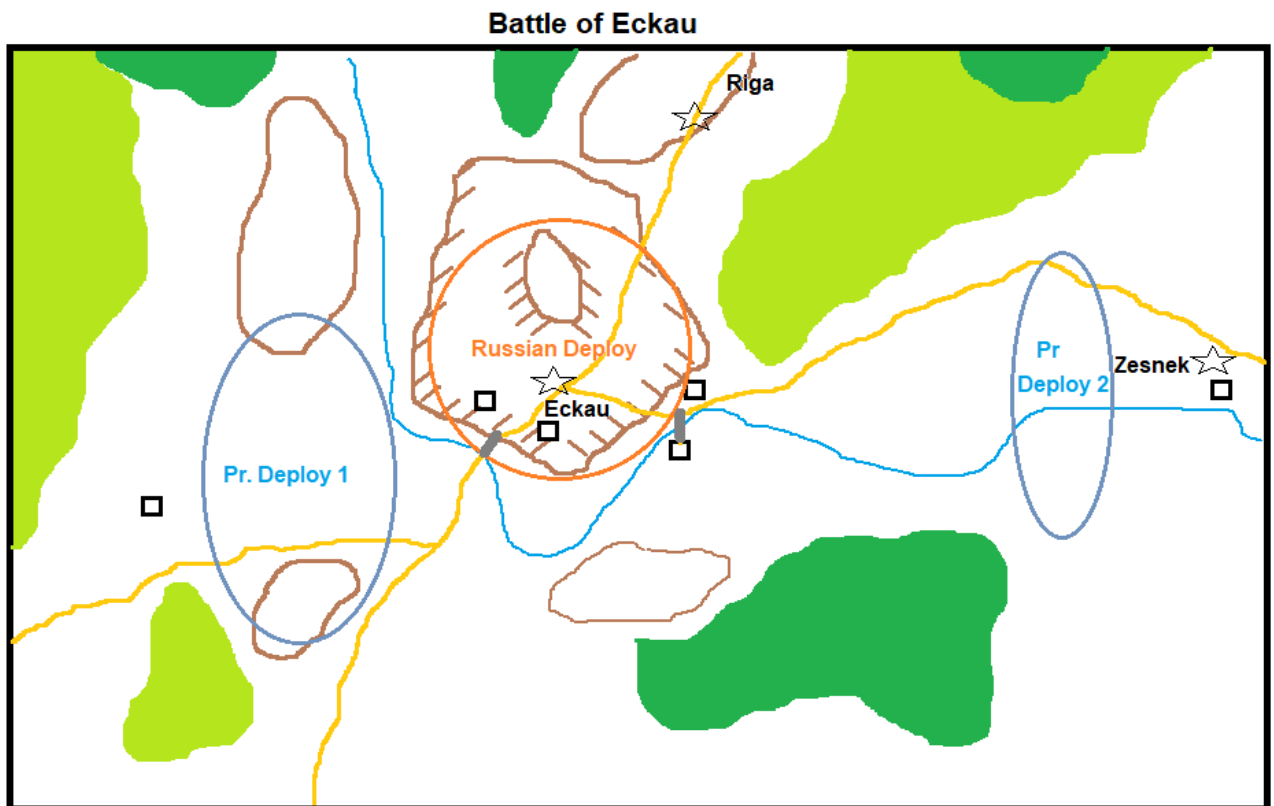 Battle of Eckau
Riga
Russian Deploy
Pr
Deploy 2
Zesnek
Eckau
Pr. Deploy 1